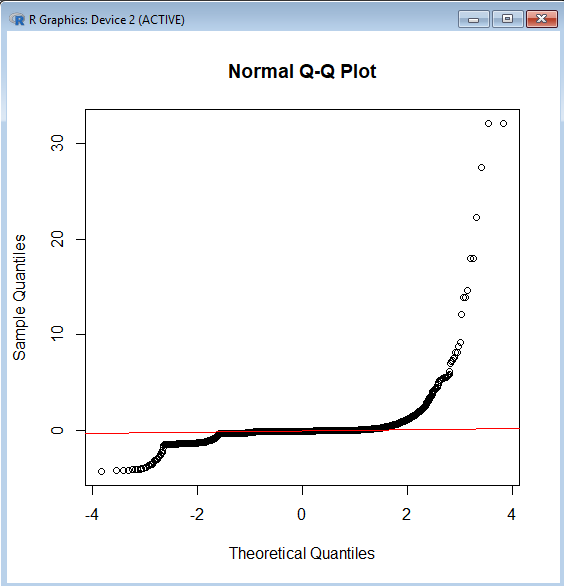 R Graphics: Device 2 (ACTIVE)
Normal Q-Q Plot
30
20
10
0
Sample Quantiles
-4 -2 0 2 4
Theoretical Quantiles